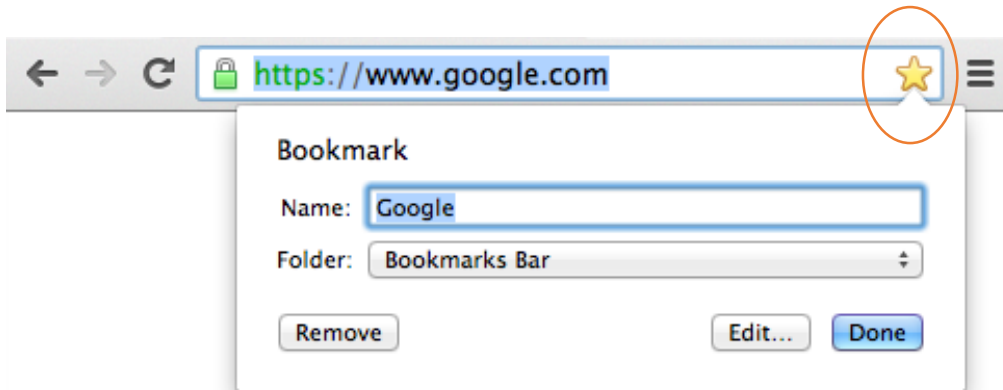 https://www.google.com
Bookmark
Name: Google
Folder: Bookmarks Bar
Remove Edit... Done